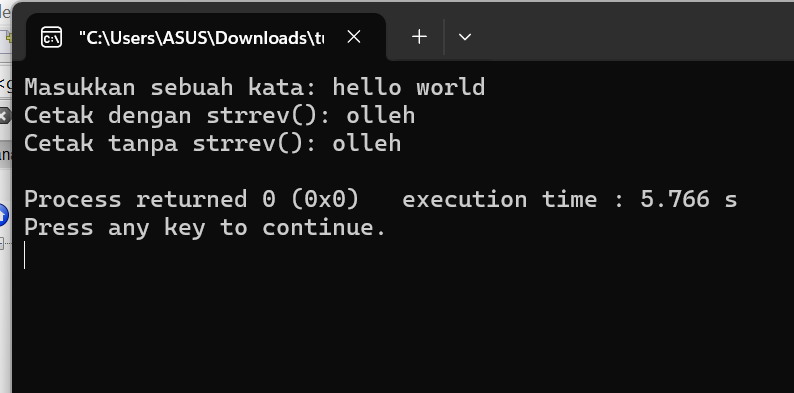 "C:\Users\ASUS\Downloads\tu
Masukkan sebuah kata: hello world
Cetak dengan strrev(): olleh
Cetak tanpa strrev(): olleh
Process returned 0 (0x0)   execution time : 5.766 s
Press any key to continue.